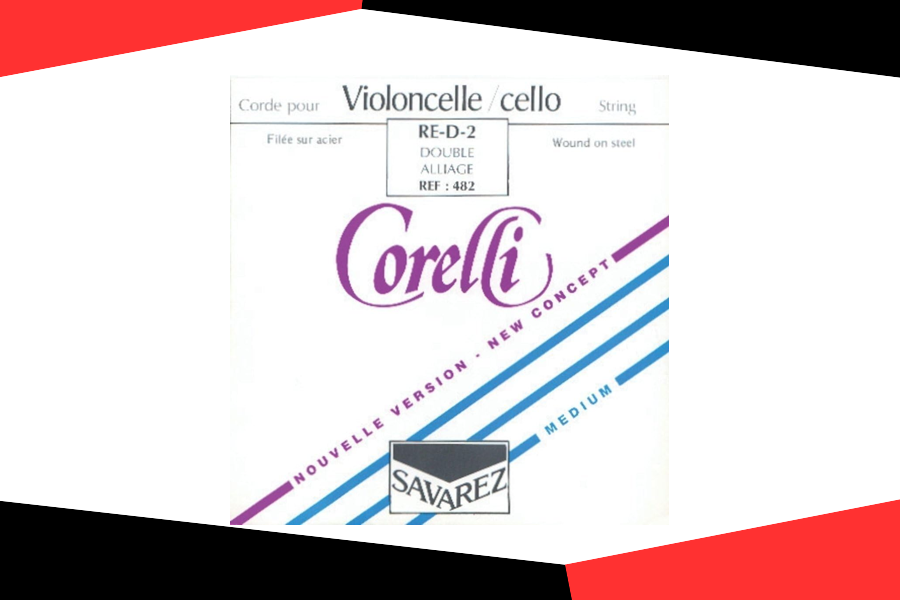 Corde pour Violoncelle / cello String
Filée sur acier
Wound on steel
RE-D-2
DOUBLE
ALLIAGE
REF : 482
Corelli
NOUVELLE VERSION - NEW CONCEPT
MEDIUM
SAVAREZ